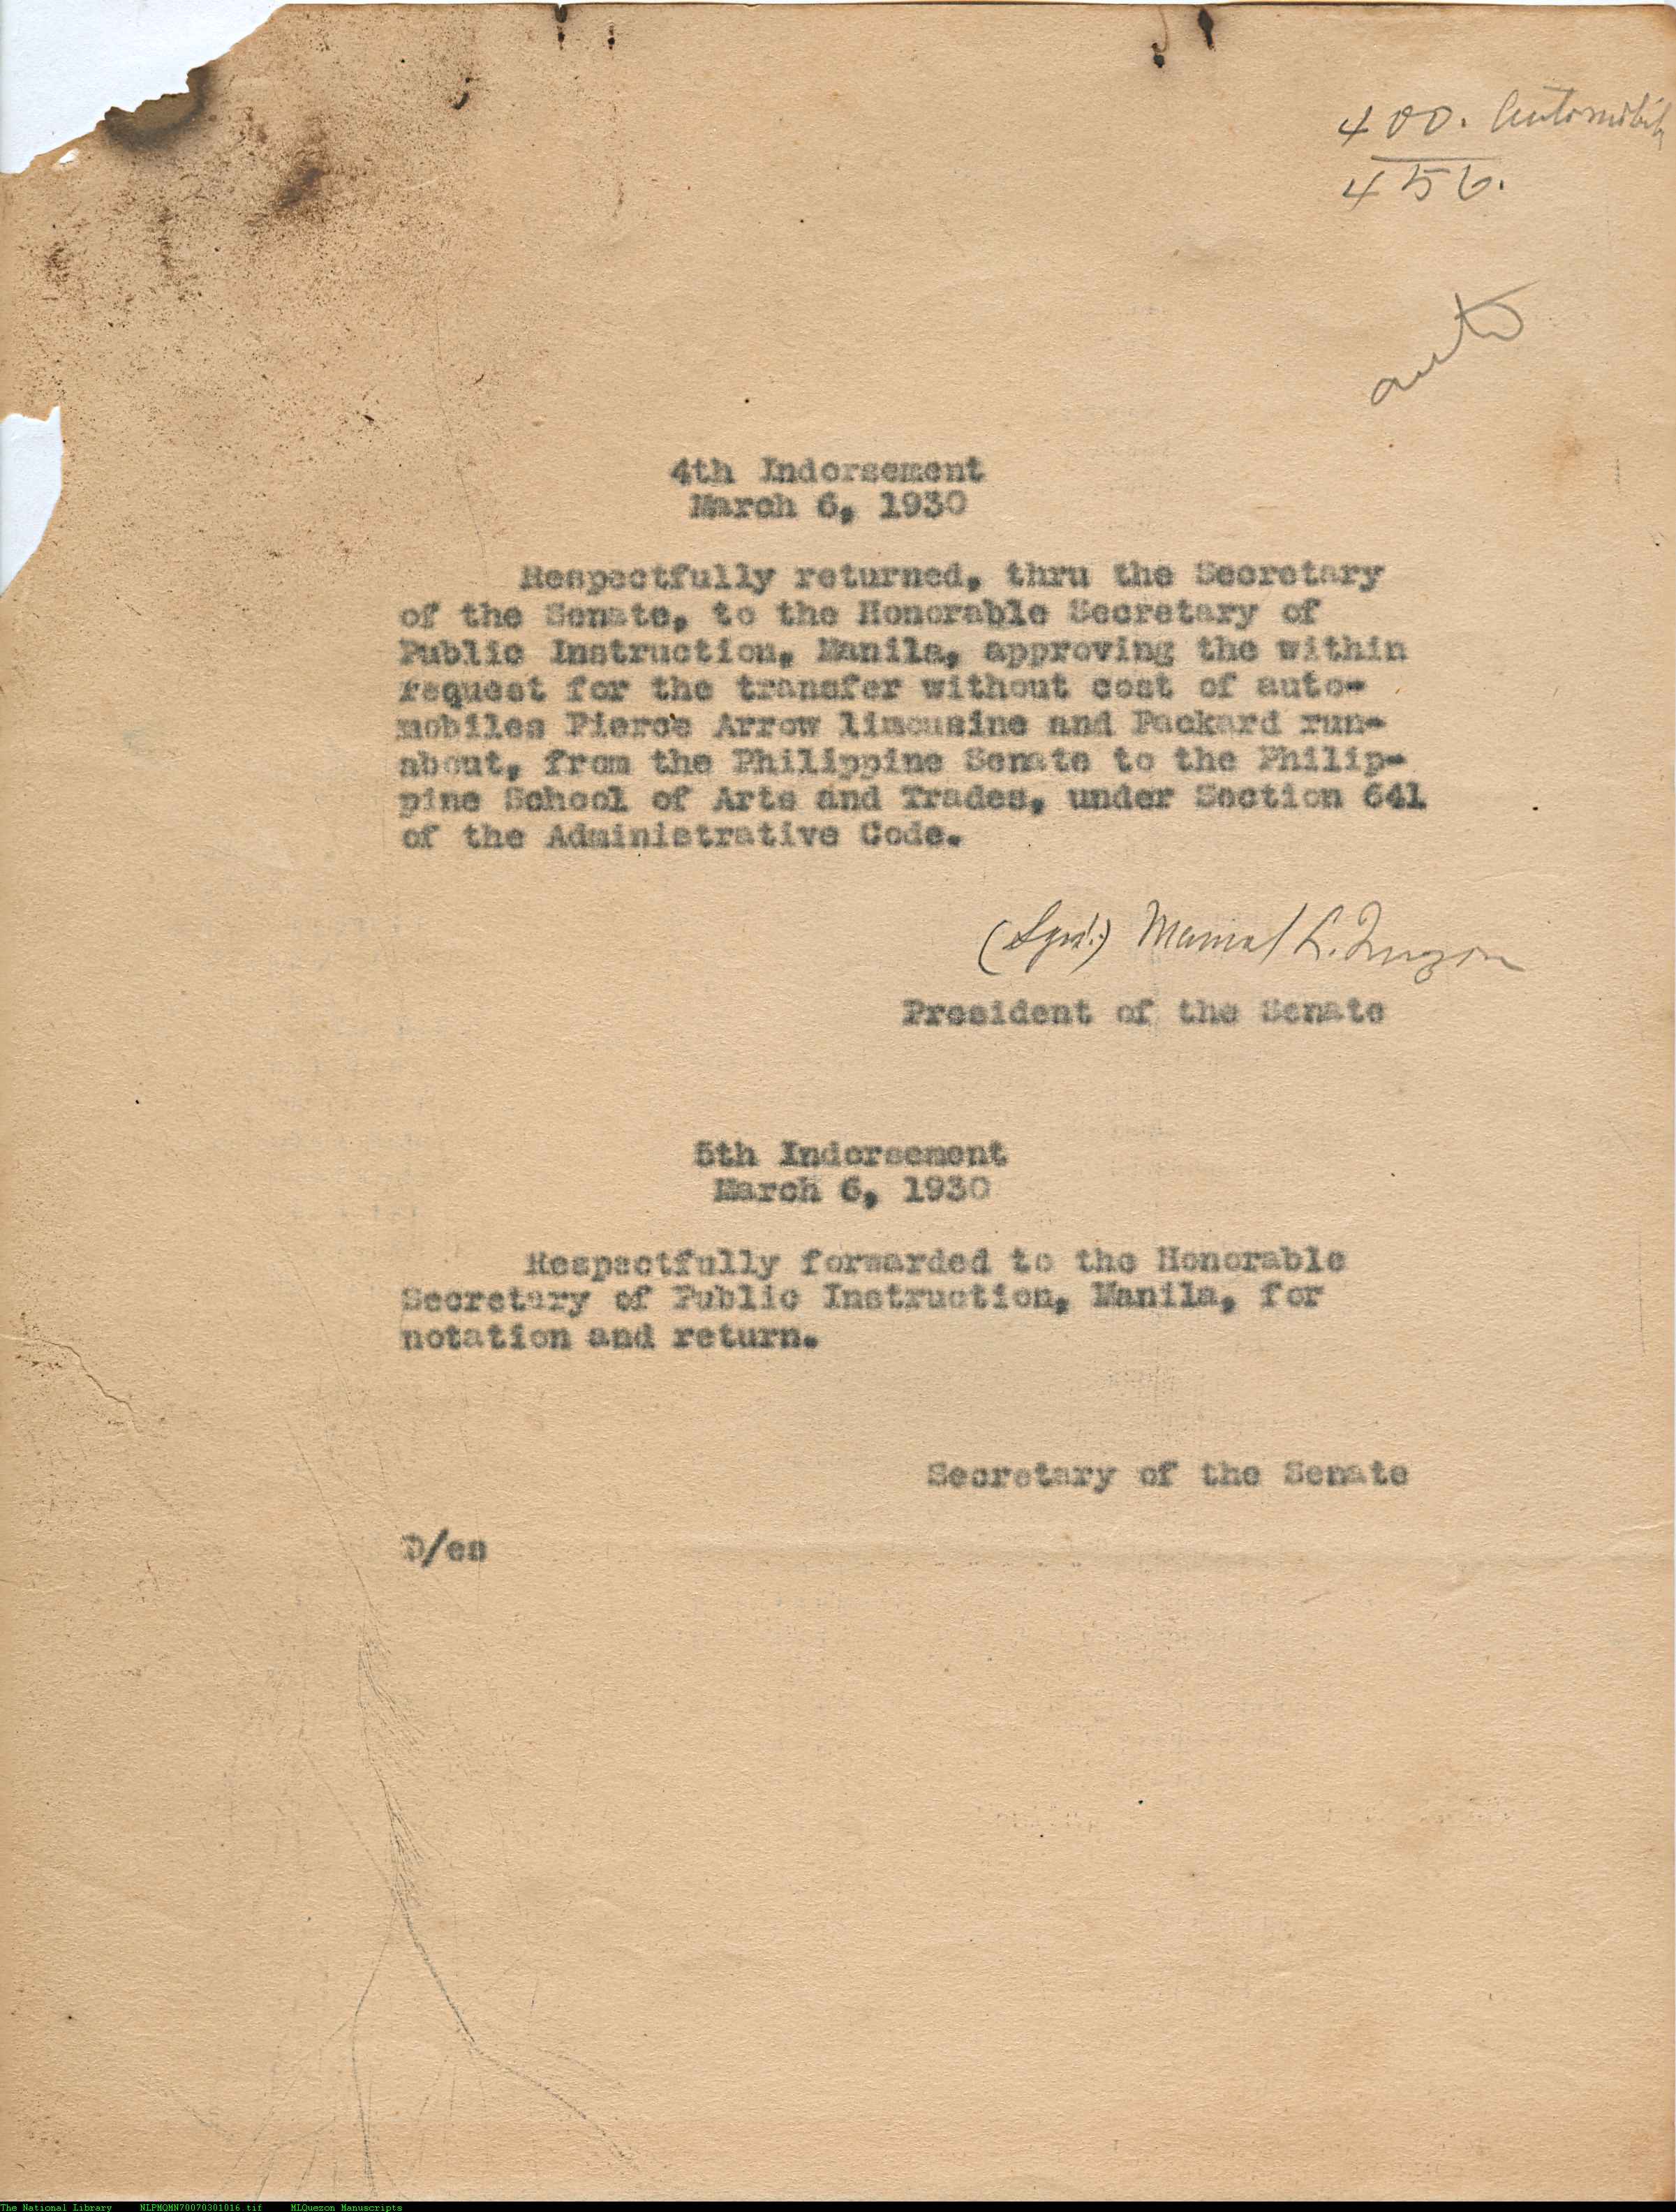 400. Automobile
456.
auto
4th Indorsement
March 6, 1930
Respectfully returned, thru the Secretary
of the Senate, to the Honorable Secretary of
Public Instruction, Manila, approving the within
request for the transfer without cost of auto-
mobiles Pierce Arrow limousine and Packard run-
about, from the Philippine Senate to the Philip-
pine School of Arts and Trades, under Section 641
of the Administrative Code.
(Sgd.) Manuel L. Quezon
President of the Senate
5th Indorsement
March 6, 1930
Respectfully forwarded to the Honorable
Secretary of Public Instruction, Manila, for
notation and return.
Secretary of the Senate
D/es
The National Library NLPMQMN70070301016.tif MLQuezon Manuscripts